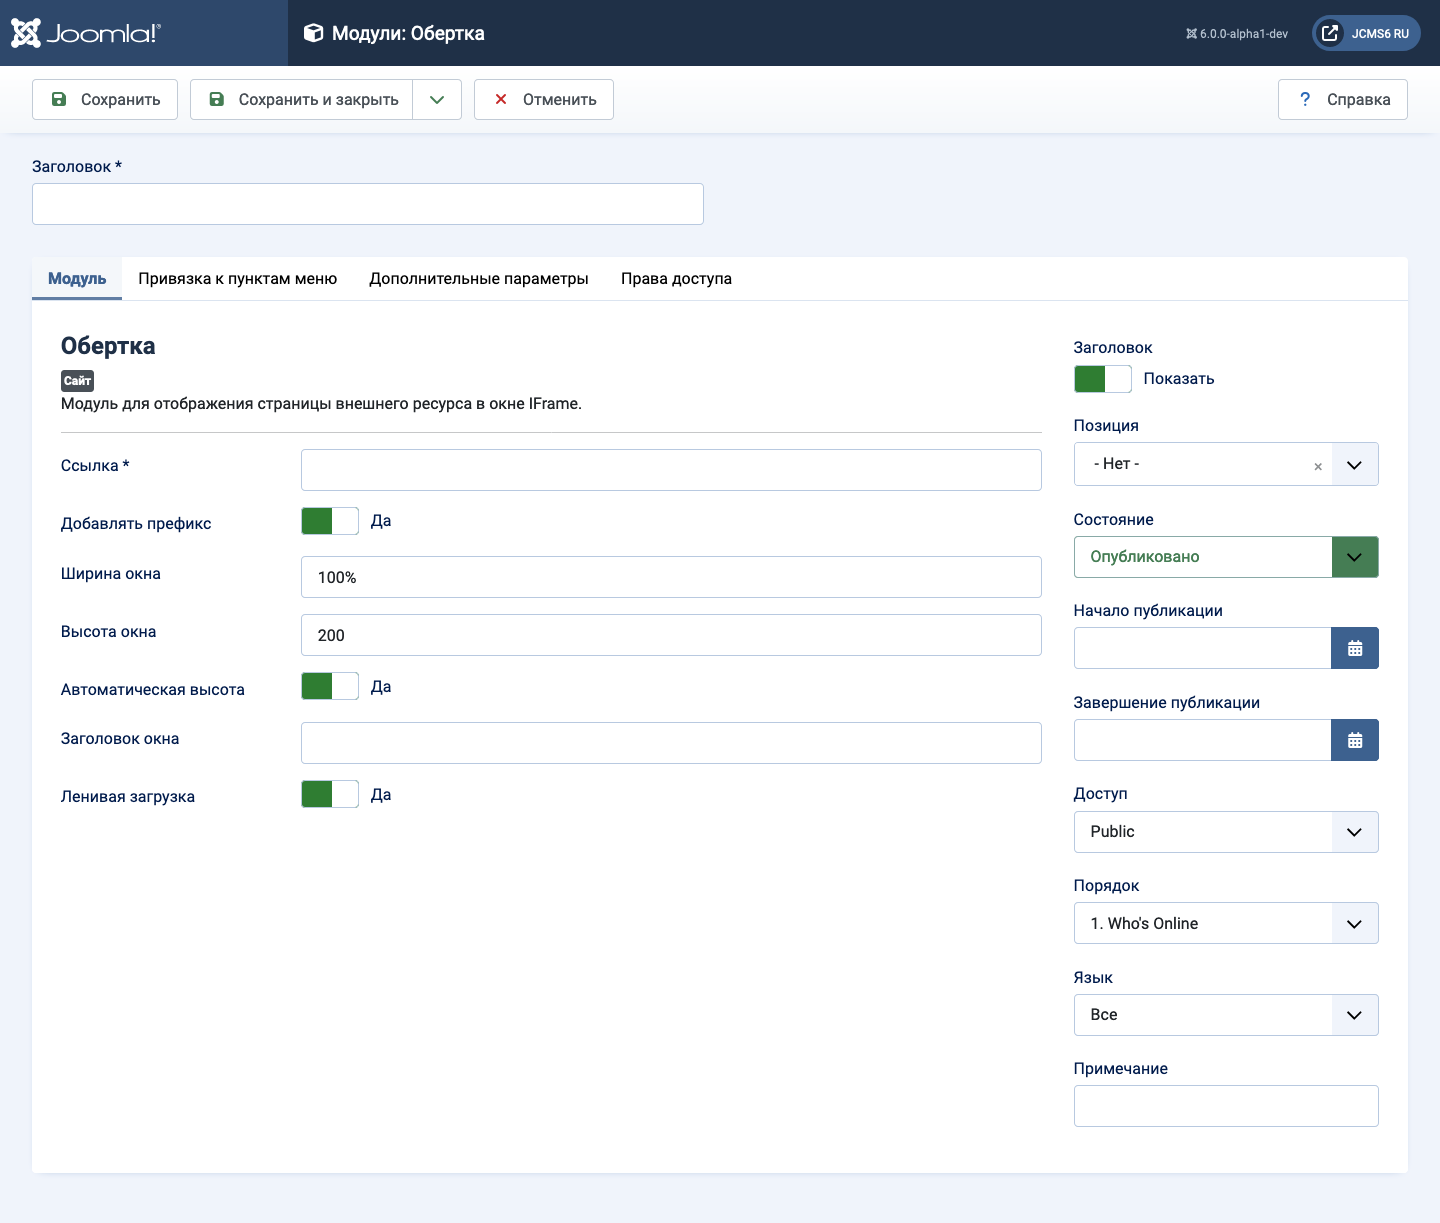 Joomla!®
Модули: Обертка
6.0.0-alpha1-dev
JCMS6 RU
Сохранить
Сохранить и закрыть
Отменить
? Справка
Заголовок *
Модуль
Привязка к пунктам меню
Дополнительные параметры
Права доступа
Обертка
Сайт
Модуль для отображения страницы внешнего ресурса в окне IFrame.
Ссылка *
Добавлять префикс
Да
Ширина окна
100%
Высота окна
200
Автоматическая высота
Да
Заголовок окна
Ленивая загрузка
Да
Заголовок
Показать
Позиция
- Нет -
×
Состояние
Опубликовано
Начало публикации
Завершение публикации
Доступ
Public
Порядок
1. Who's Online
Язык
Все
Примечание